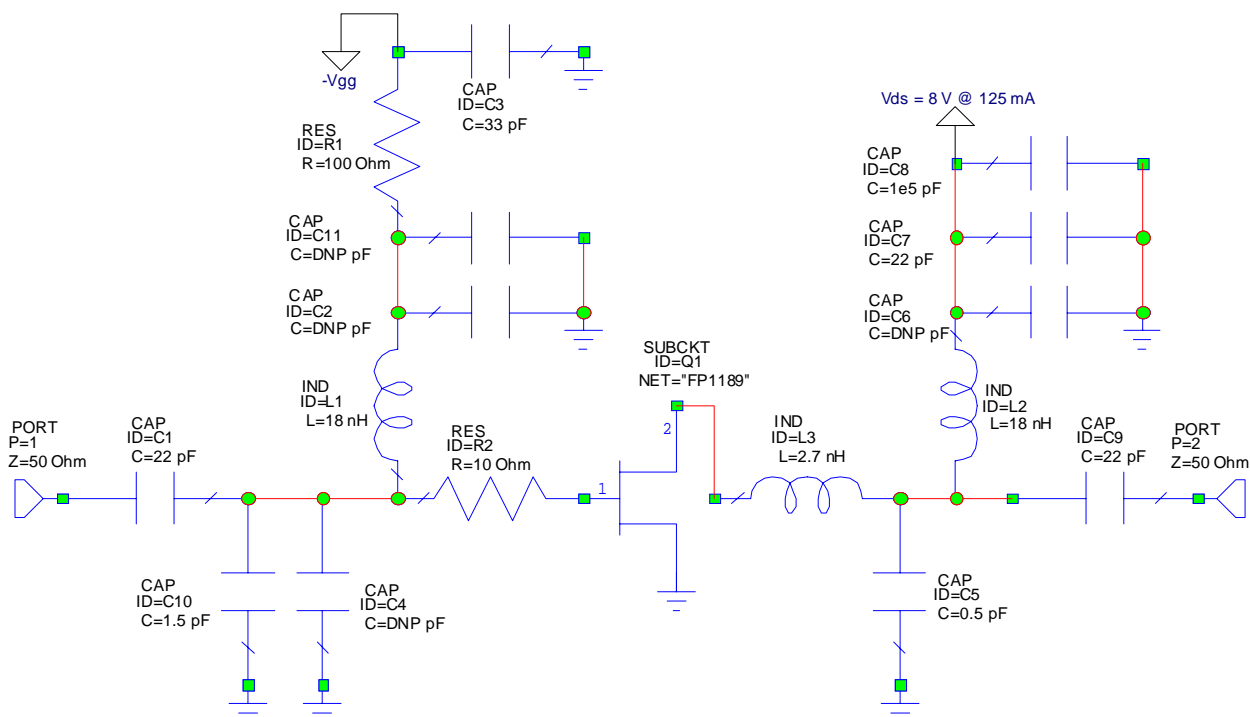 -Vgg
CAP
ID=C3
C=33 pF
RES
ID=R1
R=100 Ohm
CAP
ID=C11
C=DNP pF
CAP
ID=C2
C=DNP pF
IND
ID=L1
L=18 nH
PORT
P=1
Z=50 Ohm
CAP
ID=C1
C=22 pF
RES
ID=R2
R=10 Ohm
CAP
ID=C10
C=1.5 pF
CAP
ID=C4
C=DNP pF
SUBCKT
ID=Q1
NET="FP1189"
2
1
IND
ID=L3
L=2.7 nH
Vds = 8 V @ 125 mA
CAP
ID=C8
C=1e5 pF
CAP
ID=C7
C=22 pF
CAP
ID=C6
C=DNP pF
IND
ID=L2
L=18 nH
CAP
ID=C9
C=22 pF
PORT
P=2
Z=50 Ohm
CAP
ID=C5
C=0.5 pF